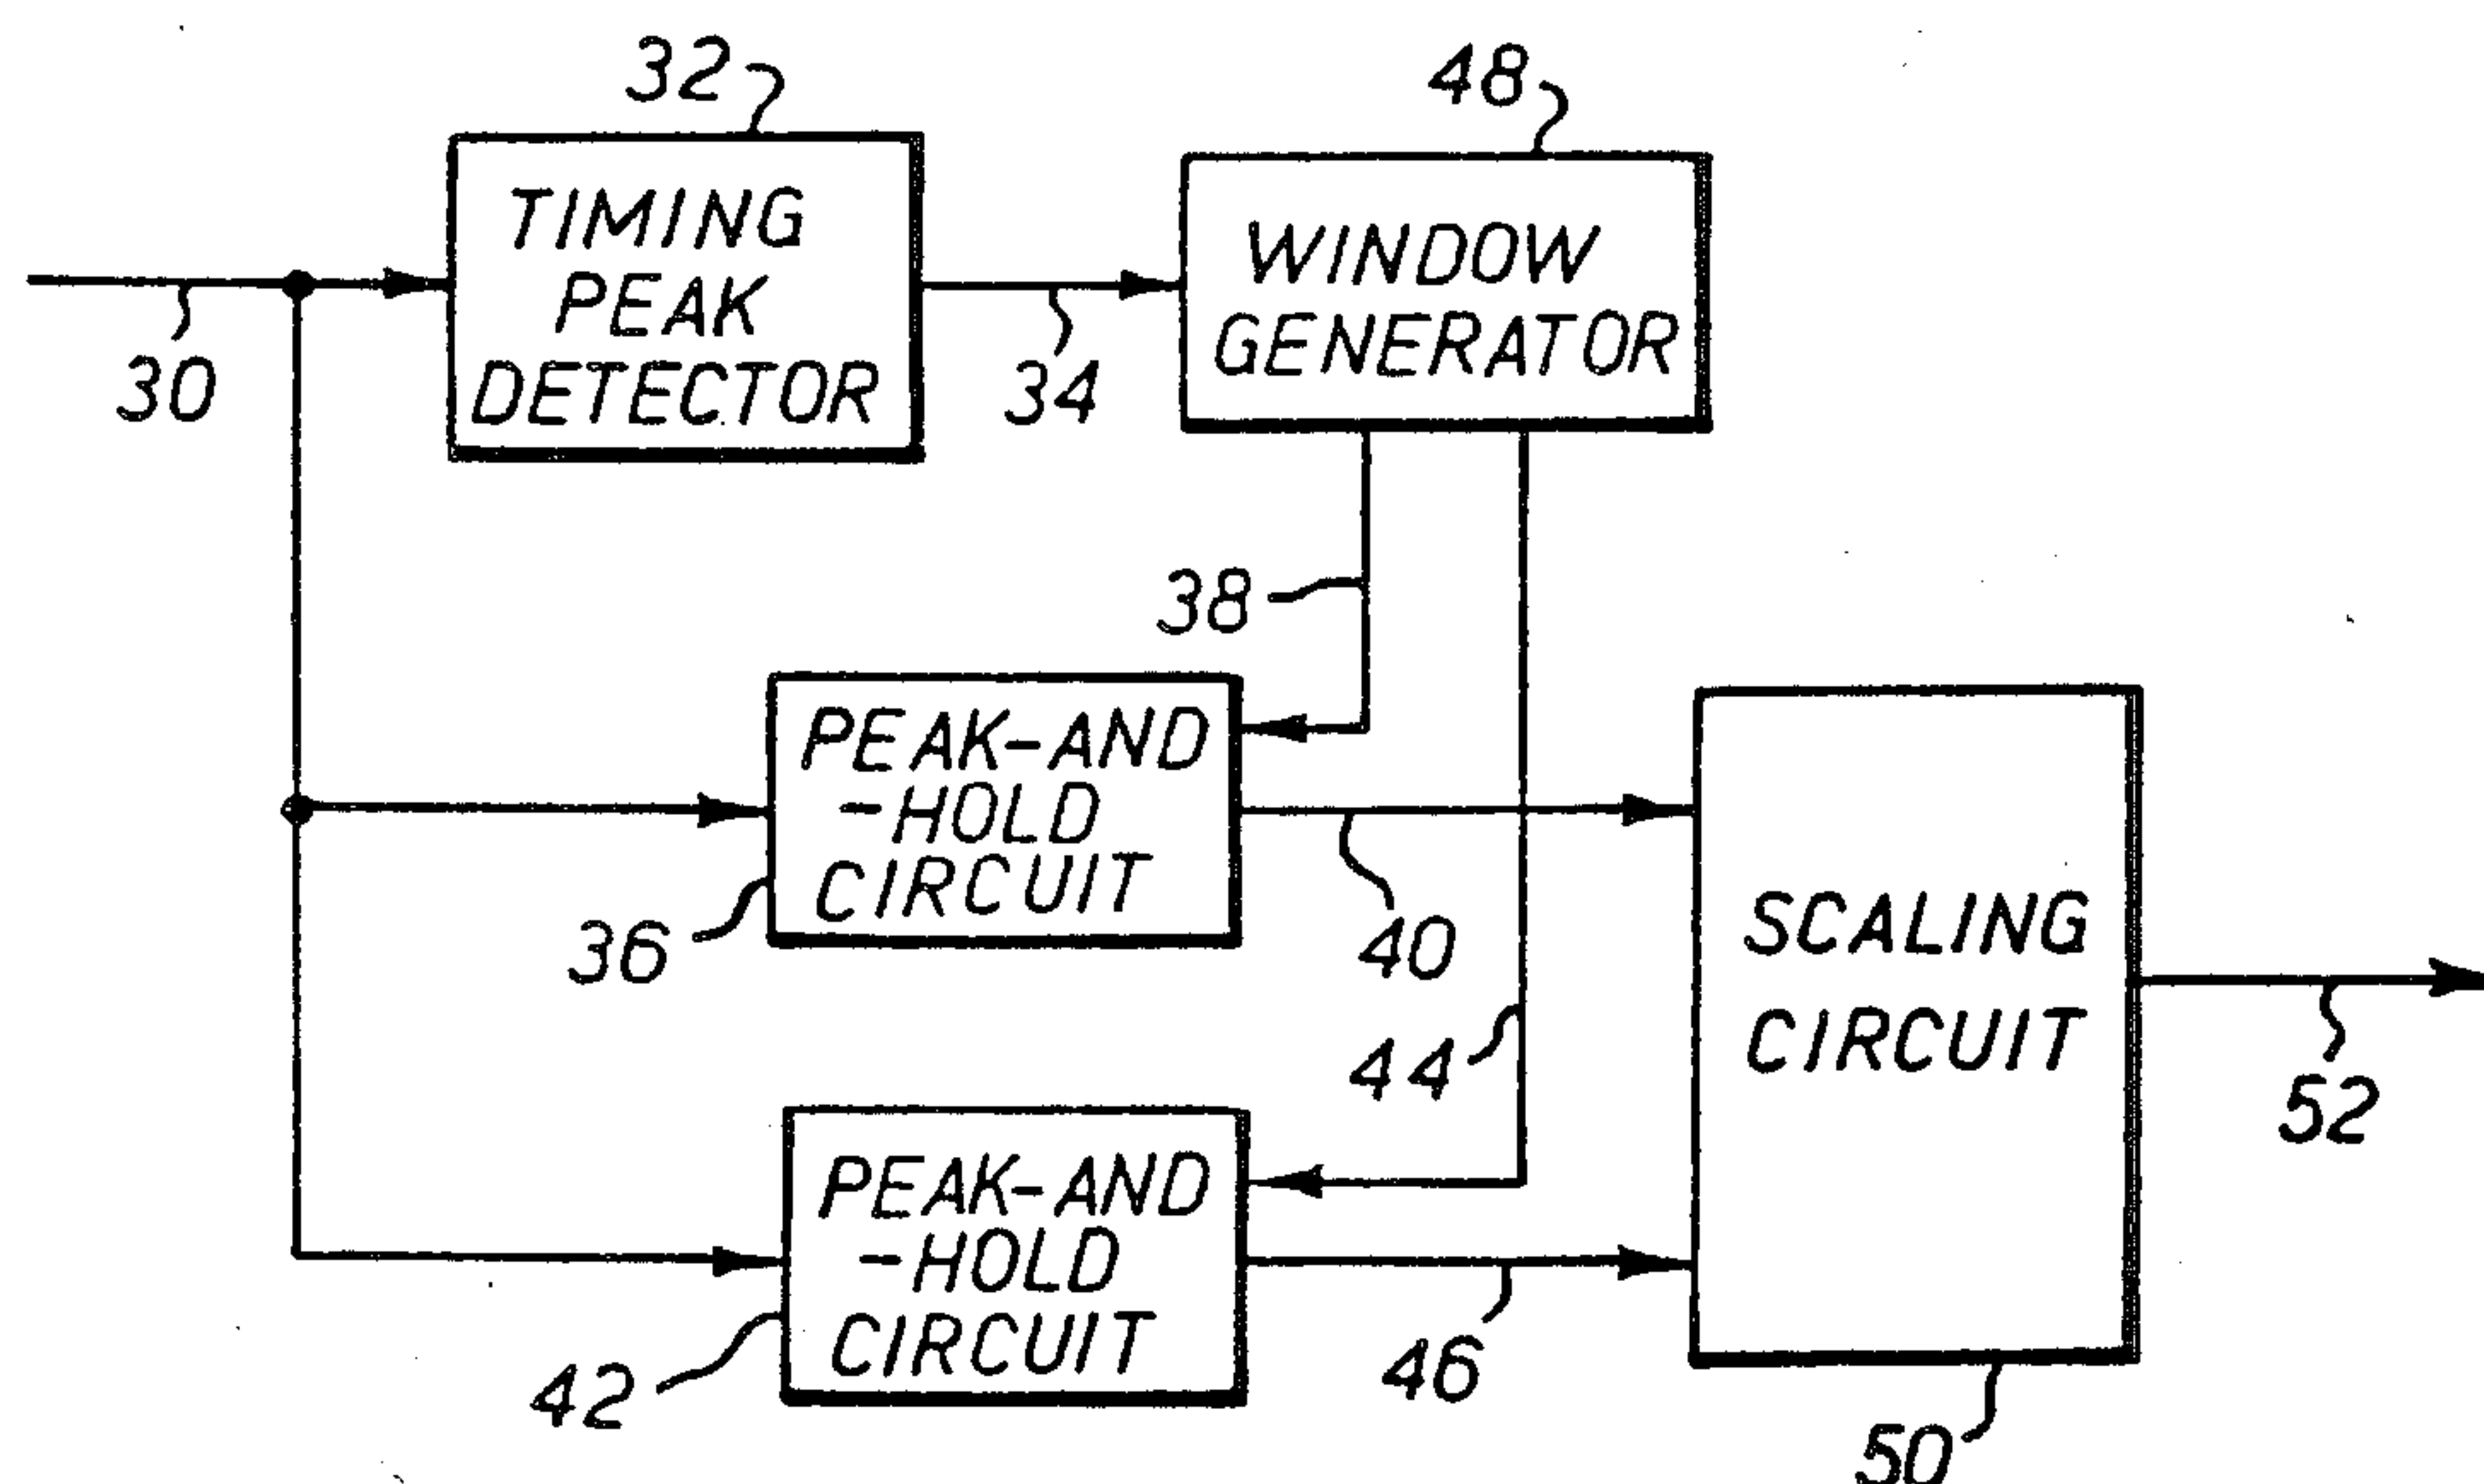 32
48
TIMING
PEAK
DETECTOR
WINDOW
GENERATOR
30
34
38
PEAK-AND
-HOLD
CIRCUIT
36
40
SCALING
CIRCUIT
44
52
PEAK-AND
-HOLD
CIRCUIT
42
46
50